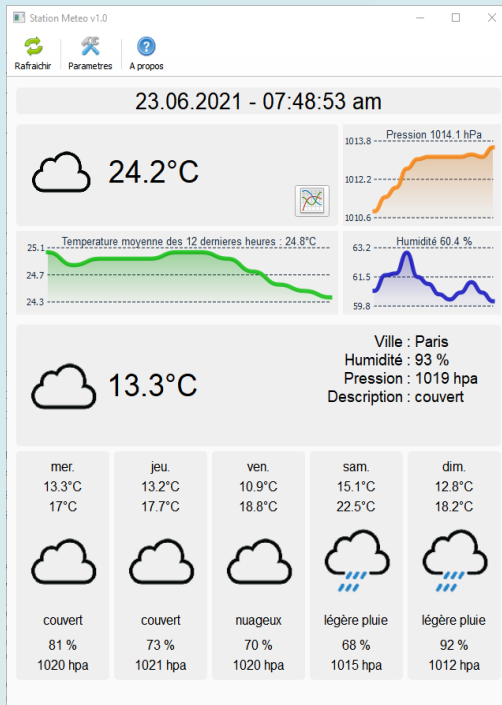 Station Meteo v1.0
Rafraichir Parametres A propos
23.06.2021 - 07:48:53 am
24.2°C
Pression 1014.1 hPa
1013.8
1012.2
1010.6
Temperature moyenne des 12 dernieres heures : 24.8°C
25.1
24.7
24.3
Humidité 60.4 %
63.2
61.5
59.8
13.3°C
Ville : Paris
Humidité : 93 %
Pression : 1019 hpa
Description : couvert
mer. jeu. ven. sam. dim.
13.3°C 13.2°C 10.9°C 15.1°C 12.8°C
17°C 17.7°C 18.8°C 22.5°C 18.2°C
couvert couvert nuageux légère pluie légère pluie
81 % 73 % 70 % 68 % 92 %
1020 hpa 1021 hpa 1020 hpa 1015 hpa 1012 hpa